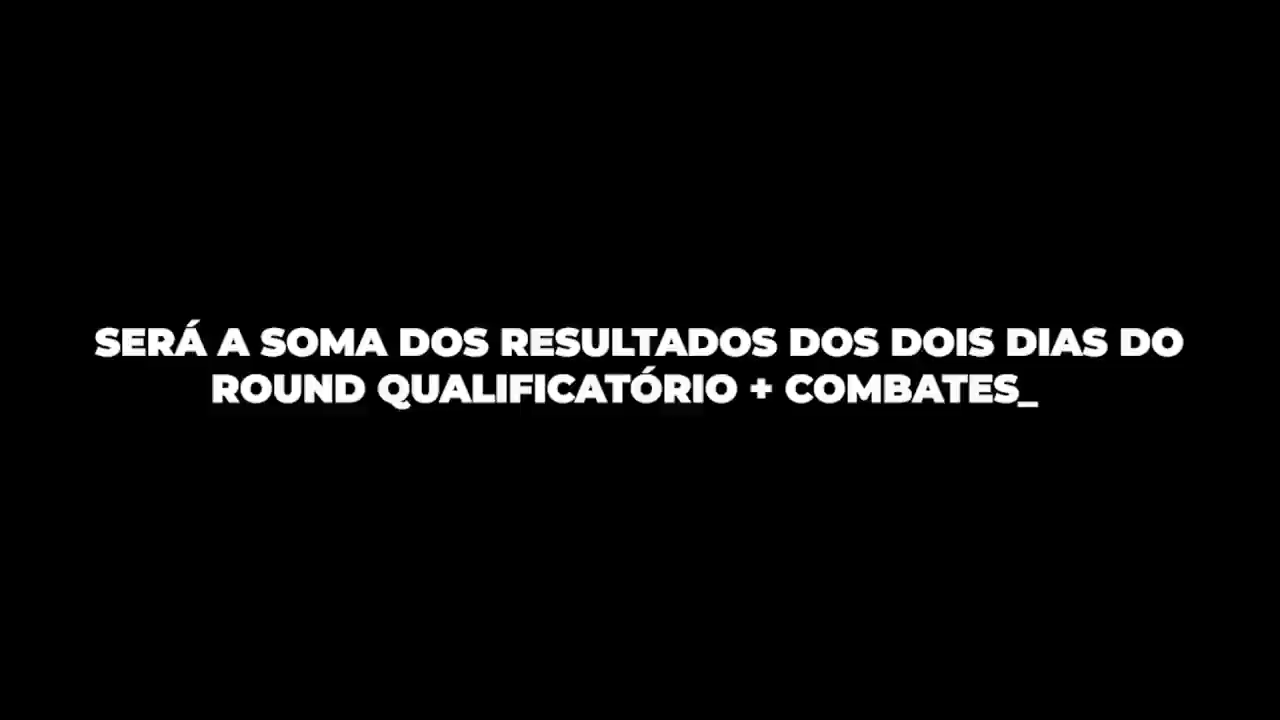 SERÁ A SOMA DOS RESULTADOS DOS DOIS DIAS DO
ROUND QUALIFICATÓRIO + COMBATES_